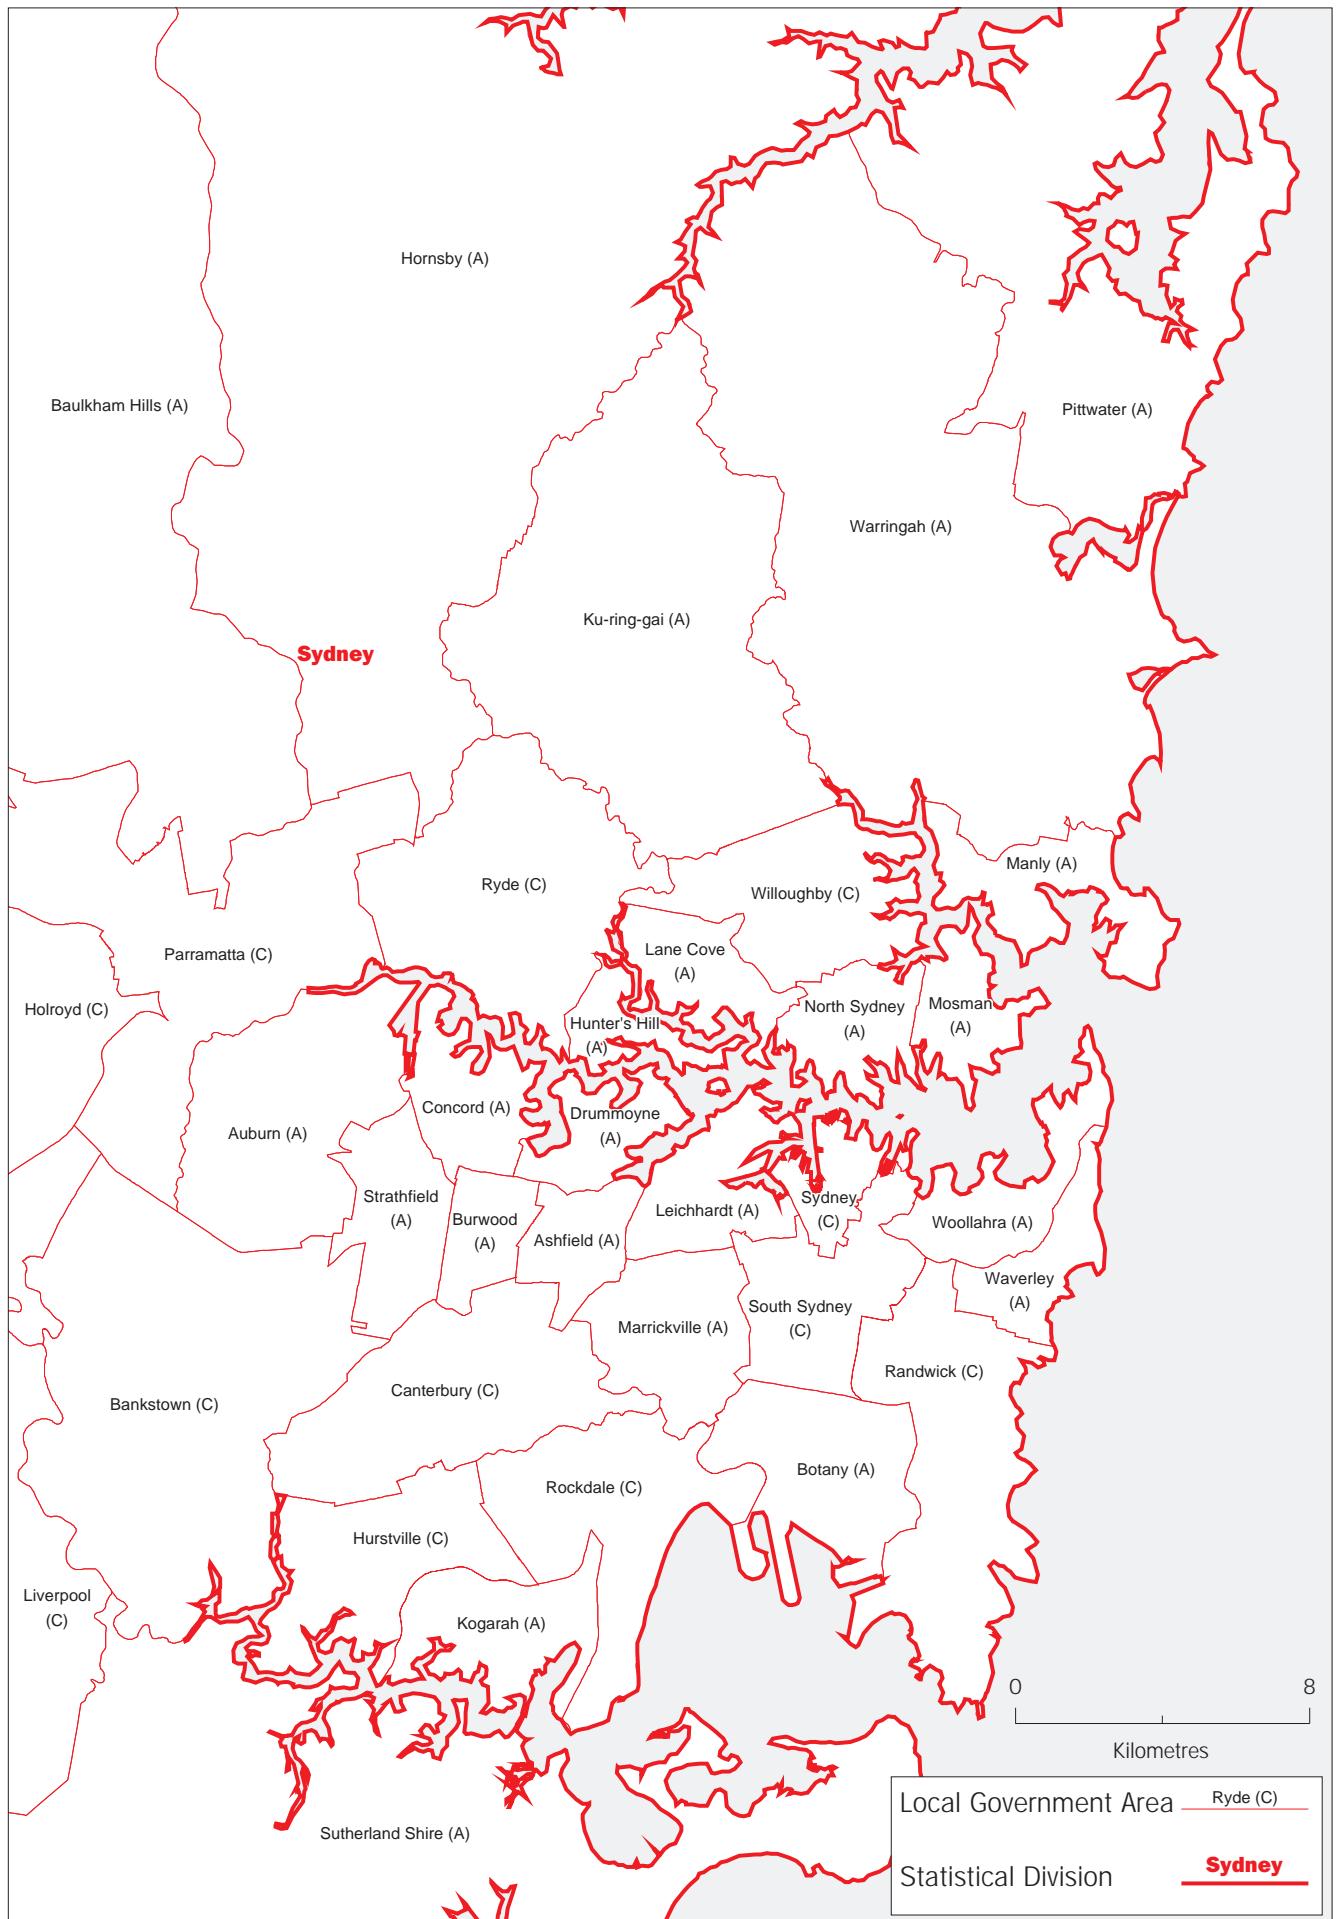 Hornsby (A)
Baulkham Hills (A)
Pittwater (A)
Warringah (A)
Ku-ring-gai (A)
Sydney
Manly (A)
Ryde (C)
Willoughby (C)
Lane Cove
(A)
Parramatta (C)
Holroyd (C)
North Sydney
(A)
Mosman
(A)
Hunter's Hill
(A)
Concord (A)
Drummoyne
(A)
Auburn (A)
Strathfield
(A)
Burwood
(A)
Ashfield (A)
Leichhardt (A)
Sydney
(C)
Woollahra (A)
Waverley
(A)
South Sydney
(C)
Marrickville (A)
Randwick (C)
Canterbury (C)
Bankstown (C)
Botany (A)
Rockdale (C)
Hurstville (C)
Liverpool
(C)
Kogarah (A)
0 8
Kilometres
Local Government Area Ryde (C)
Statistical Division Sydney
Sutherland Shire (A)